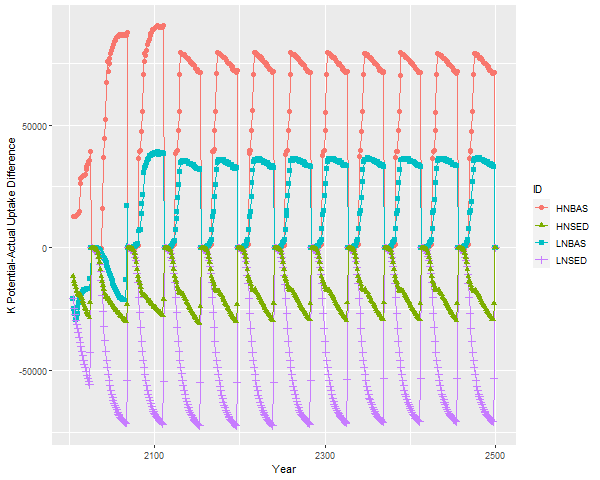 K Potential-Actual Uptake Difference
50000
0
-50000
2100
2300
2500
Year
ID
HNBAS
HNSED
LNBAS
LNSED